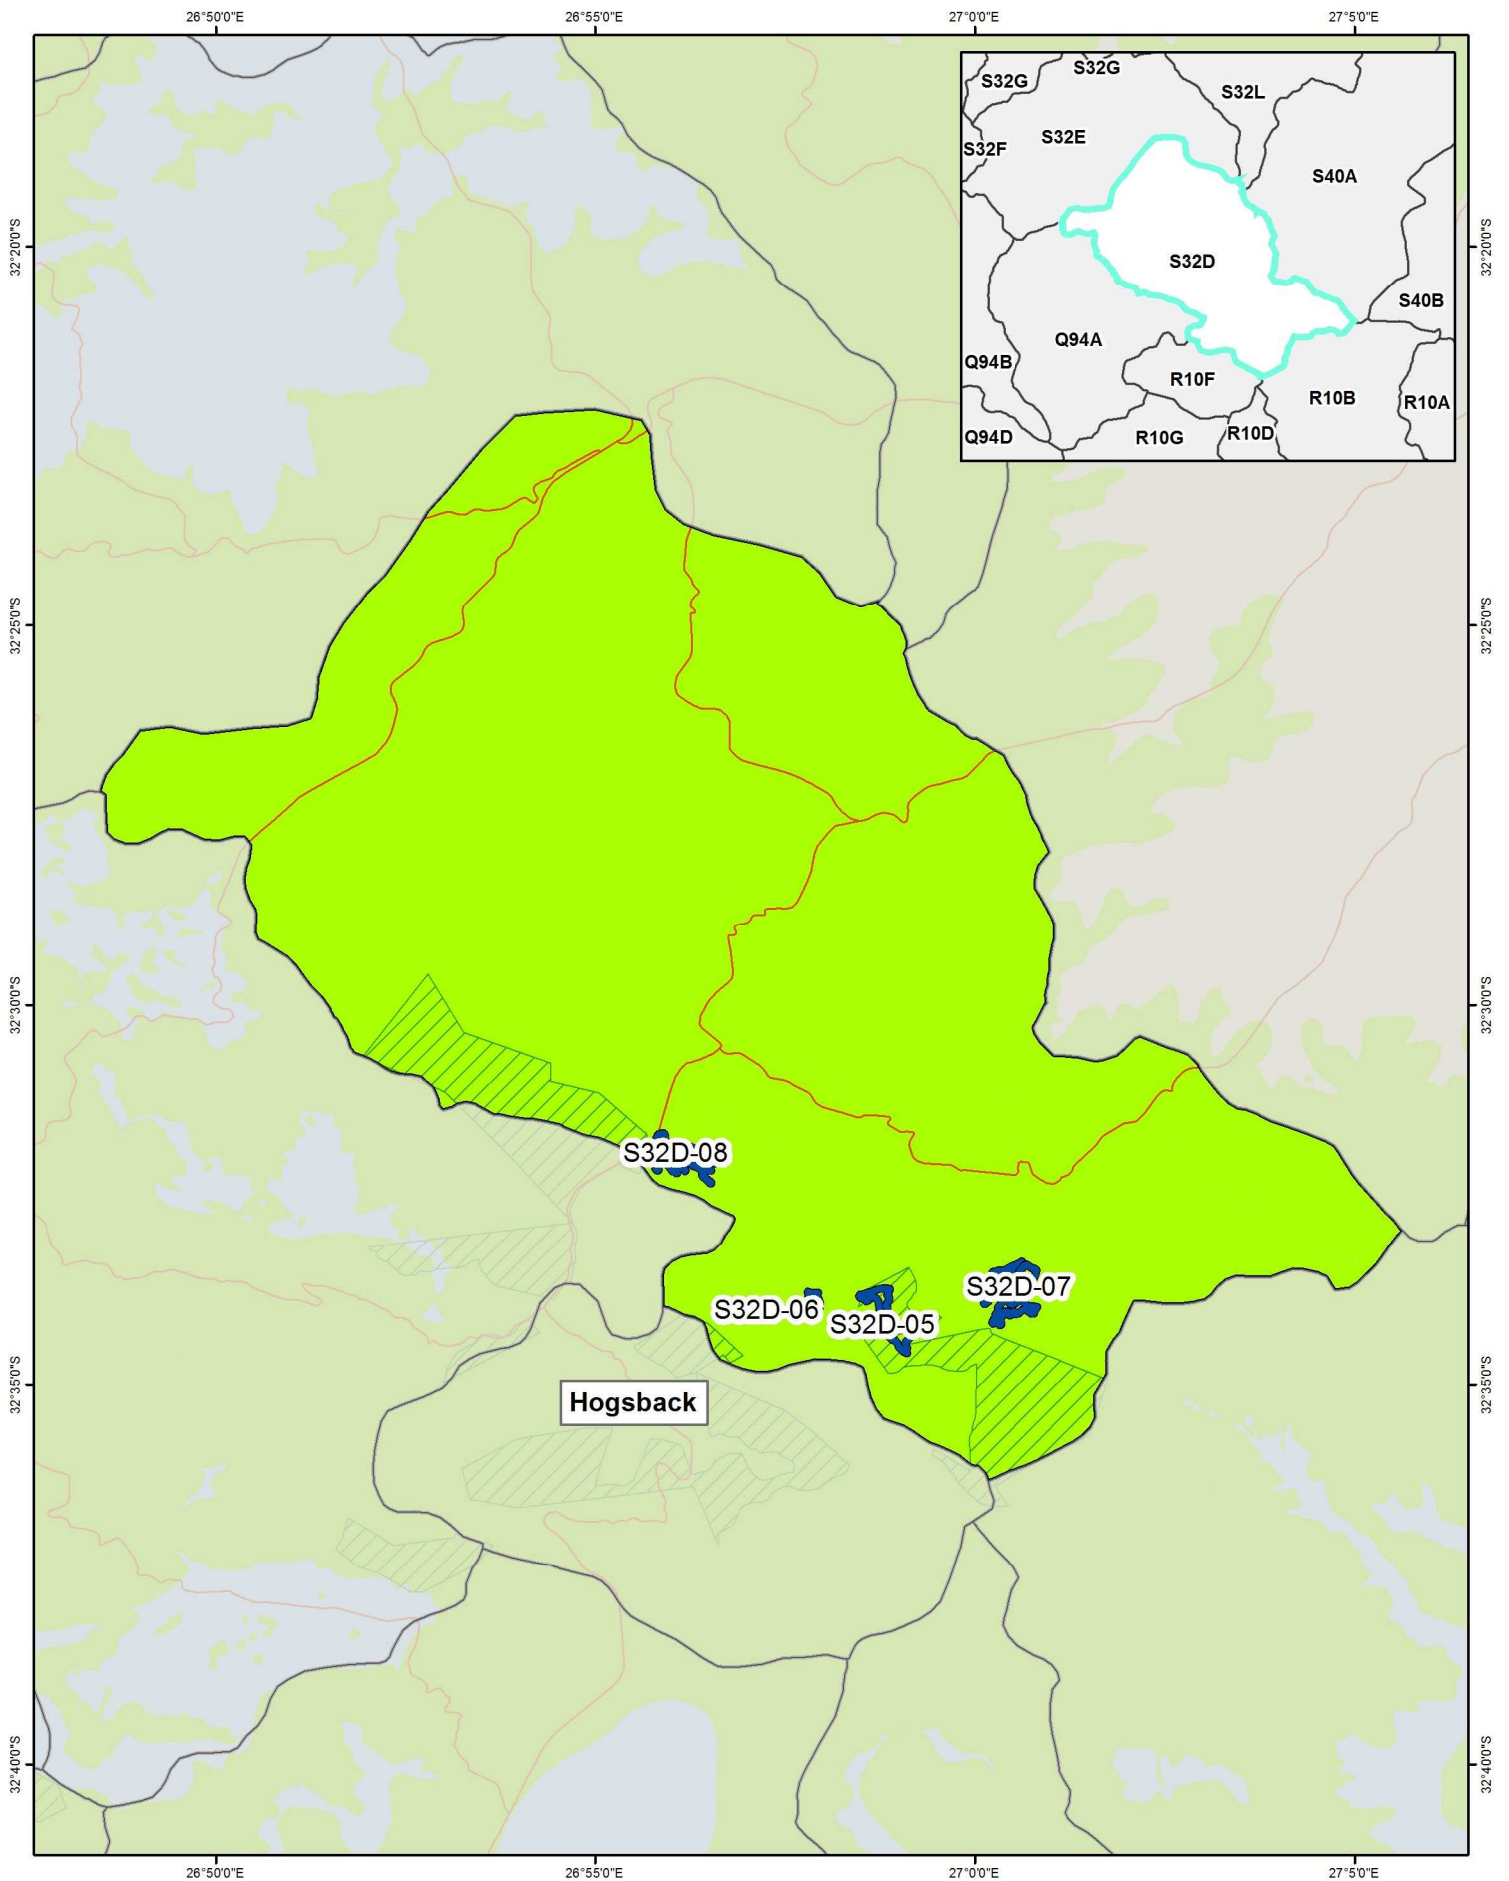 26°50'0"E 26°55'0"E 27°0'0"E 27°5'0"E
S32G S32G
S32L
S32E
S32F
S40A
S32D
S40B
Q94A
Q94B
R10F
R10B
R10A
Q94D R10G R10D
32°20'0"S 32°20'0"S
32°25'0"S 32°25'0"S
32°30'0"S 32°30'0"S
S32D-08
S32D-07
S32D-06
S32D-05
32°35'0"S 32°35'0"S
Hogsback
32°40'0"S 32°40'0"S
26°50'0"E 26°55'0"E 27°0'0"E 27°5'0"E